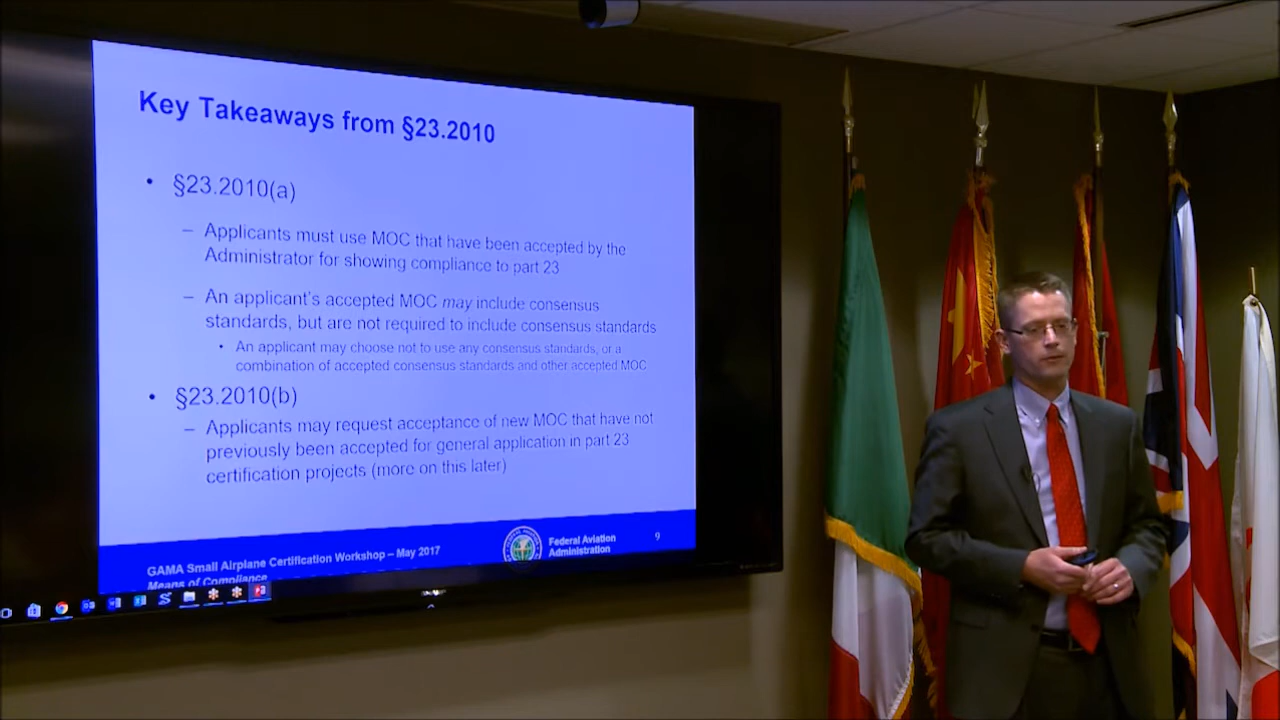 Key Takeaways from §23.2010
• §23.2010(a)
– Applicants must use MOC that have been accepted by the
Administrator for showing compliance to part 23
– An applicant's accepted MOC may include consensus
standards, but are not required to include consensus standards
• An applicant may choose not to use any consensus standards, or a
combination of accepted consensus standards and other accepted MOC
• §23.2010(b)
– Applicants may request acceptance of new MOC that have not
previously been accepted for general application in part 23
certification projects (more on this later)
GAMA Small Airplane Certification Workshop – May 2017
Means of Compliance
Federal Aviation
Administration
9